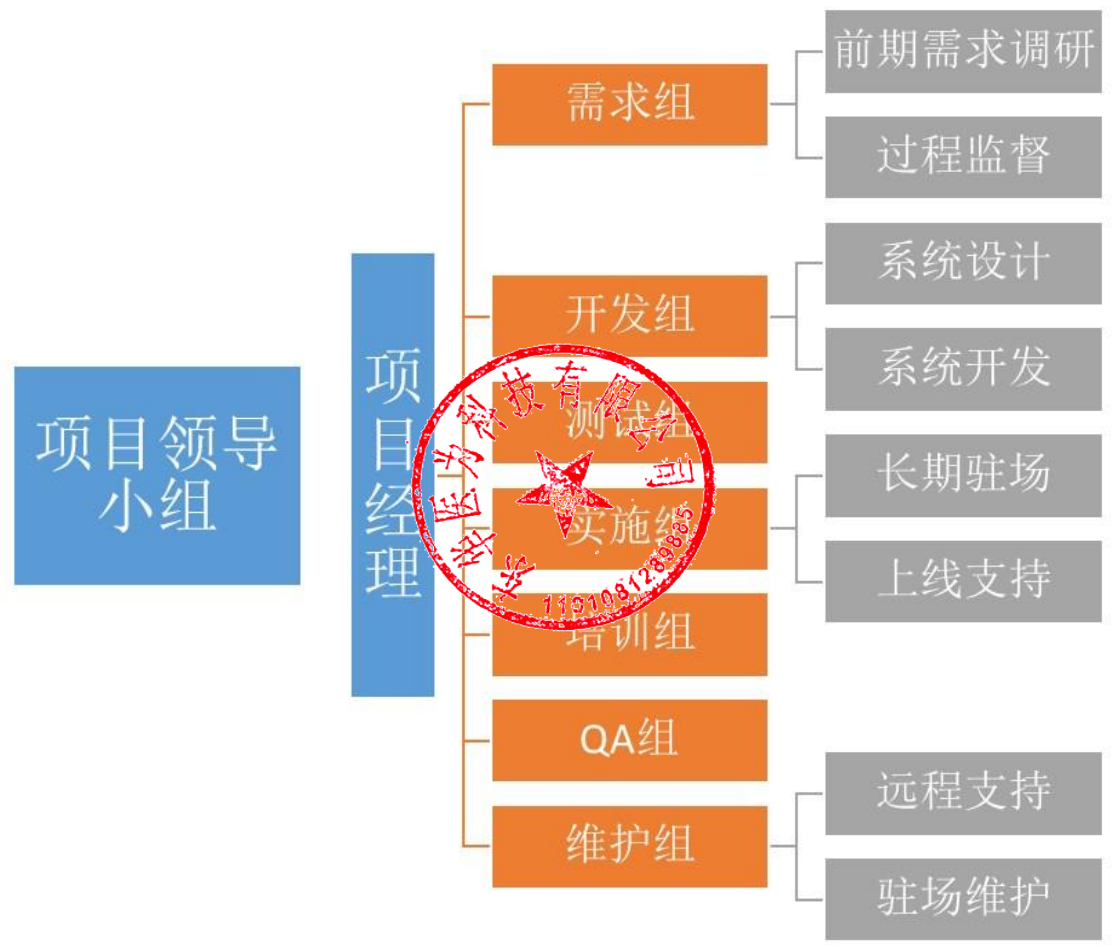 项目领导
小组
项目经理
需求组
前期需求调研
过程监督
开发组
系统设计
系统开发
测试组
实施组
长期驻场
上线支持
培训组
QA组
维护组
远程支持
驻场维护
东华医为科技有限公司
1101081289885